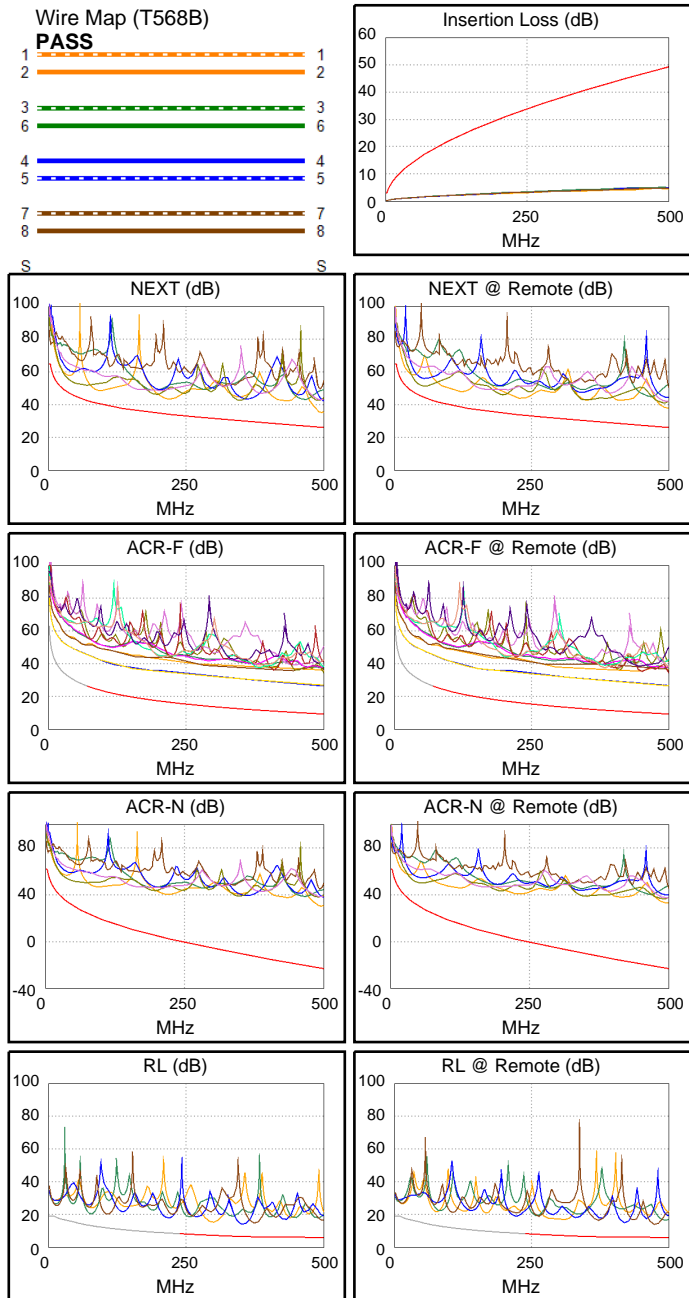 Wire Map (T568B)
PASS
1 1
2 2
3 3
6 6
4 4
5 5
7 7
8 8
S S
Insertion Loss (dB)
60
50
40
30
20
10
0
0 250 500
MHz
NEXT (dB)
100
80
60
40
20
0
0 250 500
MHz
NEXT @ Remote (dB)
100
80
60
40
20
0
0 250 500
MHz
ACR-F (dB)
100
80
60
40
20
0
0 250 500
MHz
ACR-F @ Remote (dB)
100
80
60
40
20
0
0 250 500
MHz
ACR-N (dB)
80
40
0
-40
0 250 500
MHz
ACR-N @ Remote (dB)
80
40
0
-40
0 250 500
MHz
RL (dB)
100
80
60
40
20
0
0 250 500
MHz
RL @ Remote (dB)
100
80
60
40
20
0
0 250 500
MHz